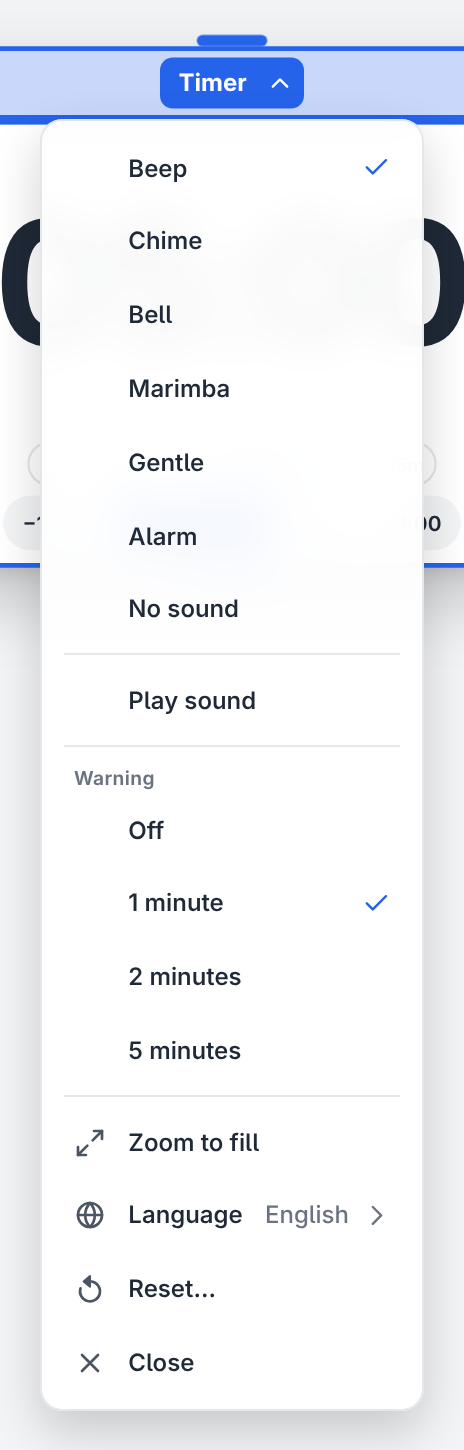 Timer
Beep
Chime
Bell
Marimba
Gentle
Alarm
No sound
Play sound
Warning
Off
1 minute
2 minutes
5 minutes
Zoom to fill
Language English
Reset...
Close